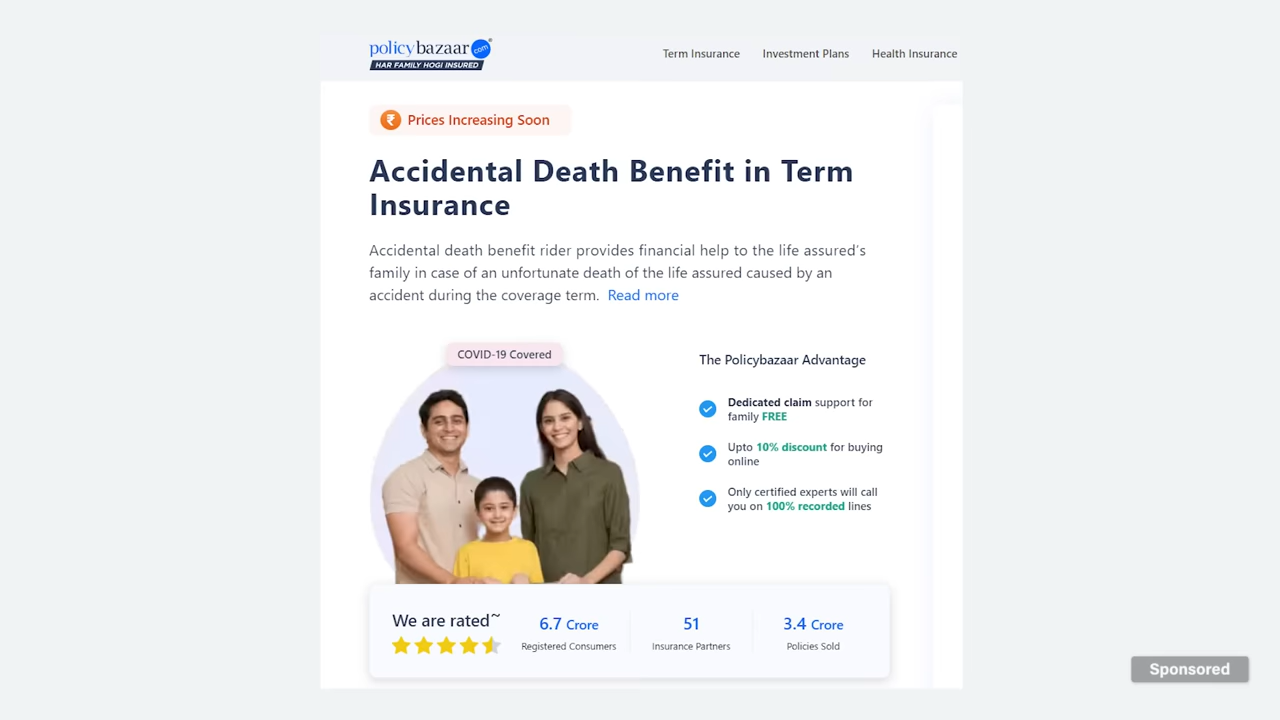 policybazaar.com
HAR FAMILY HOGI INSURED
Term Insurance Investment Plans Health Insurance
₹ Prices Increasing Soon
Accidental Death Benefit in Term
Insurance
Accidental death benefit rider provides financial help to the life assured's
family in case of an unfortunate death of the life assured caused by an
accident during the coverage term. Read more
COVID-19 Covered
The Policybazaar Advantage
Dedicated claim support for
family FREE
Upto 10% discount for buying
online
Only certified experts will call
you on 100% recorded lines
We are rated~
6.7 Crore
Registered Consumers
51
Insurance Partners
3.4 Crore
Policies Sold
Sponsored